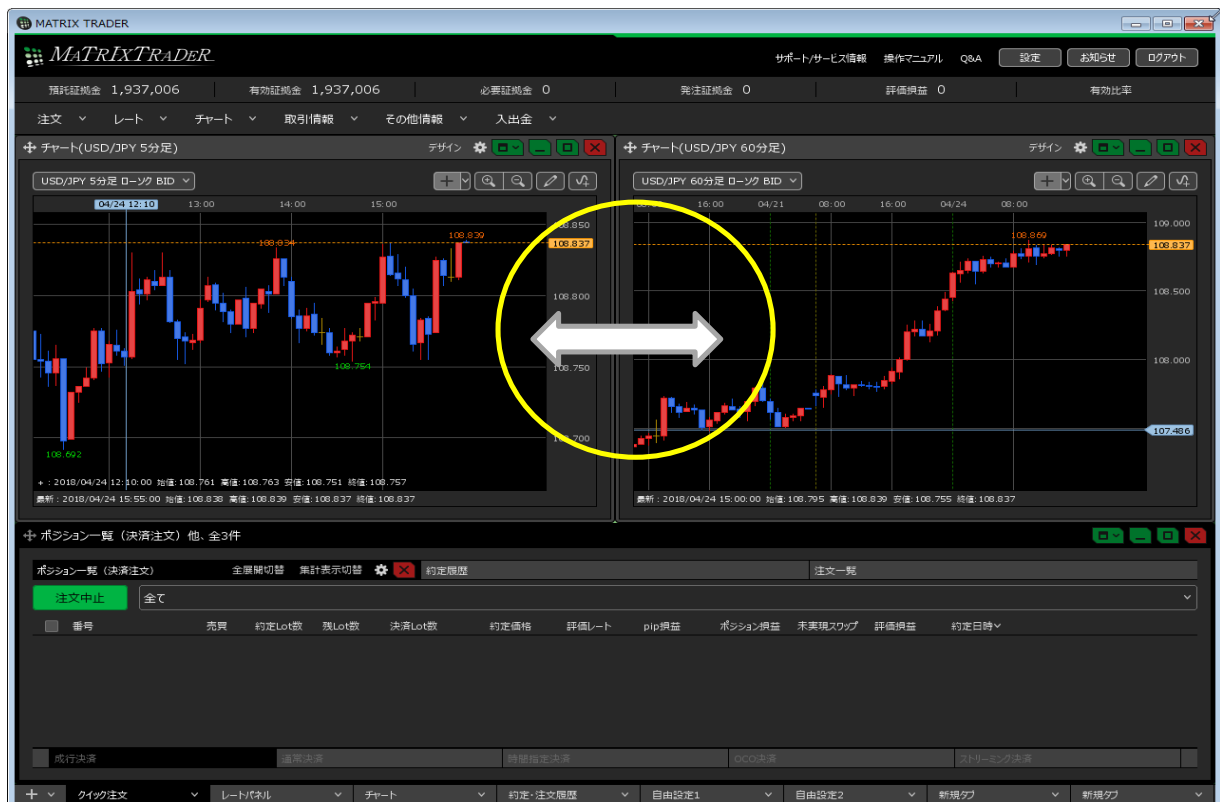 MATRIX TRADER
MATRIXTRADER
サポート/サービス情報 操作マニュアル Q&A 設定 お知らせ ログアウト
預託証拠金 1,937,006 有効証拠金 1,937,006 必要証拠金 0 発注証拠金 0 評価損益 0 有効比率
注文 レート チャート 取引情報 その他情報 入出金
チャート(USD/JPY 5分足) デザイン
USD/JPY 5分足 ローソク BID
04/24 12:10 13:00 14:00 15:00
108.850
108.839
108.834
108.837
108.800
108.754
108.750
108.700
108.692
+ : 2018/04/24 12:10:00 始値:108.761 高値:108.763 安値:108.751 終値:108.757
最新 : 2018/04/24 15:55:00 始値:108.838 高値:108.839 安値:108.837 終値:108.837
チャート(USD/JPY 60分足) デザイン
USD/JPY 60分足 ローソク BID
16:00 04/21 08:00 16:00 04/24 08:00
109.000
108.869
108.837
108.500
108.000
107.486
最新 : 2018/04/24 15:00:00 始値:108.795 高値:108.839 安値:108.755 終値:108.837
ポジション一覧（決済注文）他、全3件
ポジション一覧（決済注文） 全展開切替 集計表示切替 約定履歴 注文一覧
注文中止 全て
番号 売買 約定Lot数 残Lot数 決済Lot数 約定価格 評価レート pip損益 ポジション損益 未実現スワップ 評価損益 約定日時
成行決済 通常決済 時間指定決済 OCO決済 ストリーミング決済
クイック注文 レートパネル チャート 約定・注文履歴 自由設定1 自由設定2 新規タブ 新規タブ